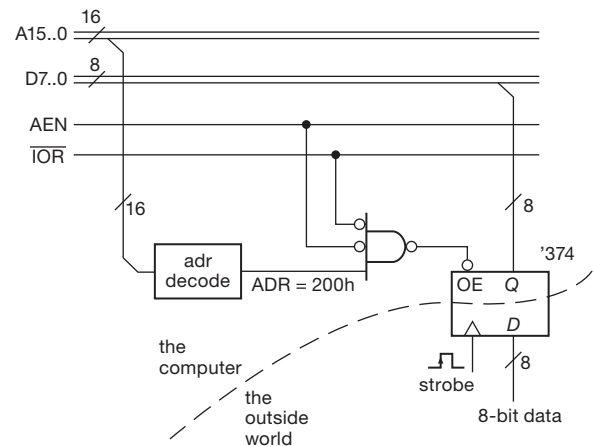 16
A15..0
8
D7..0
AEN
IOR
16
8
adr
decode
ADR = 200h
'374
OE Q
D
the
computer
the
outside
world
strobe
8
8-bit data